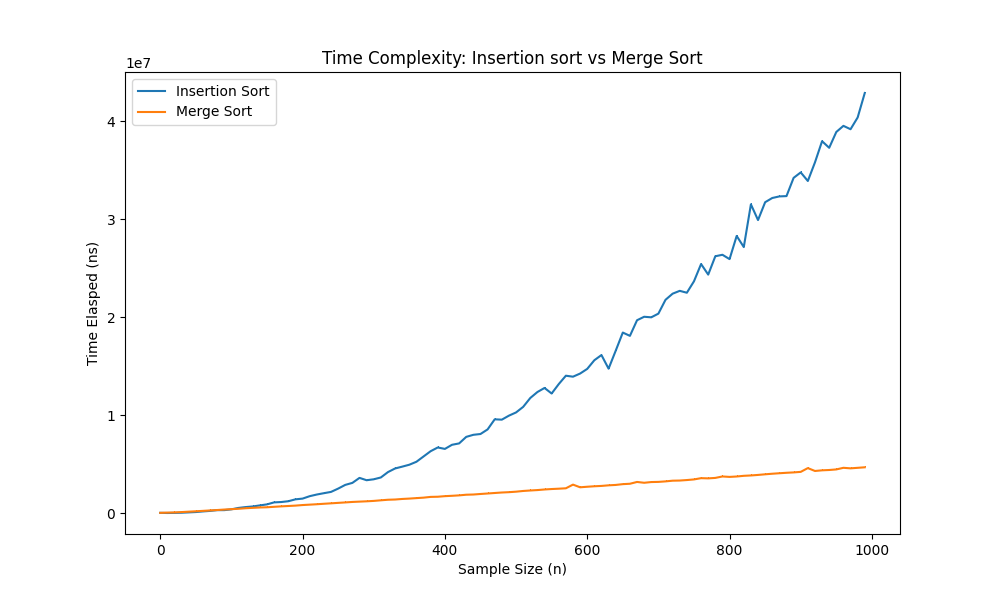 Time Complexity: Insertion sort vs Merge Sort
1e7
Insertion Sort
Merge Sort
4
3
2
1
0
Time Elasped (ns)
0 200 400 600 800 1000
Sample Size (n)